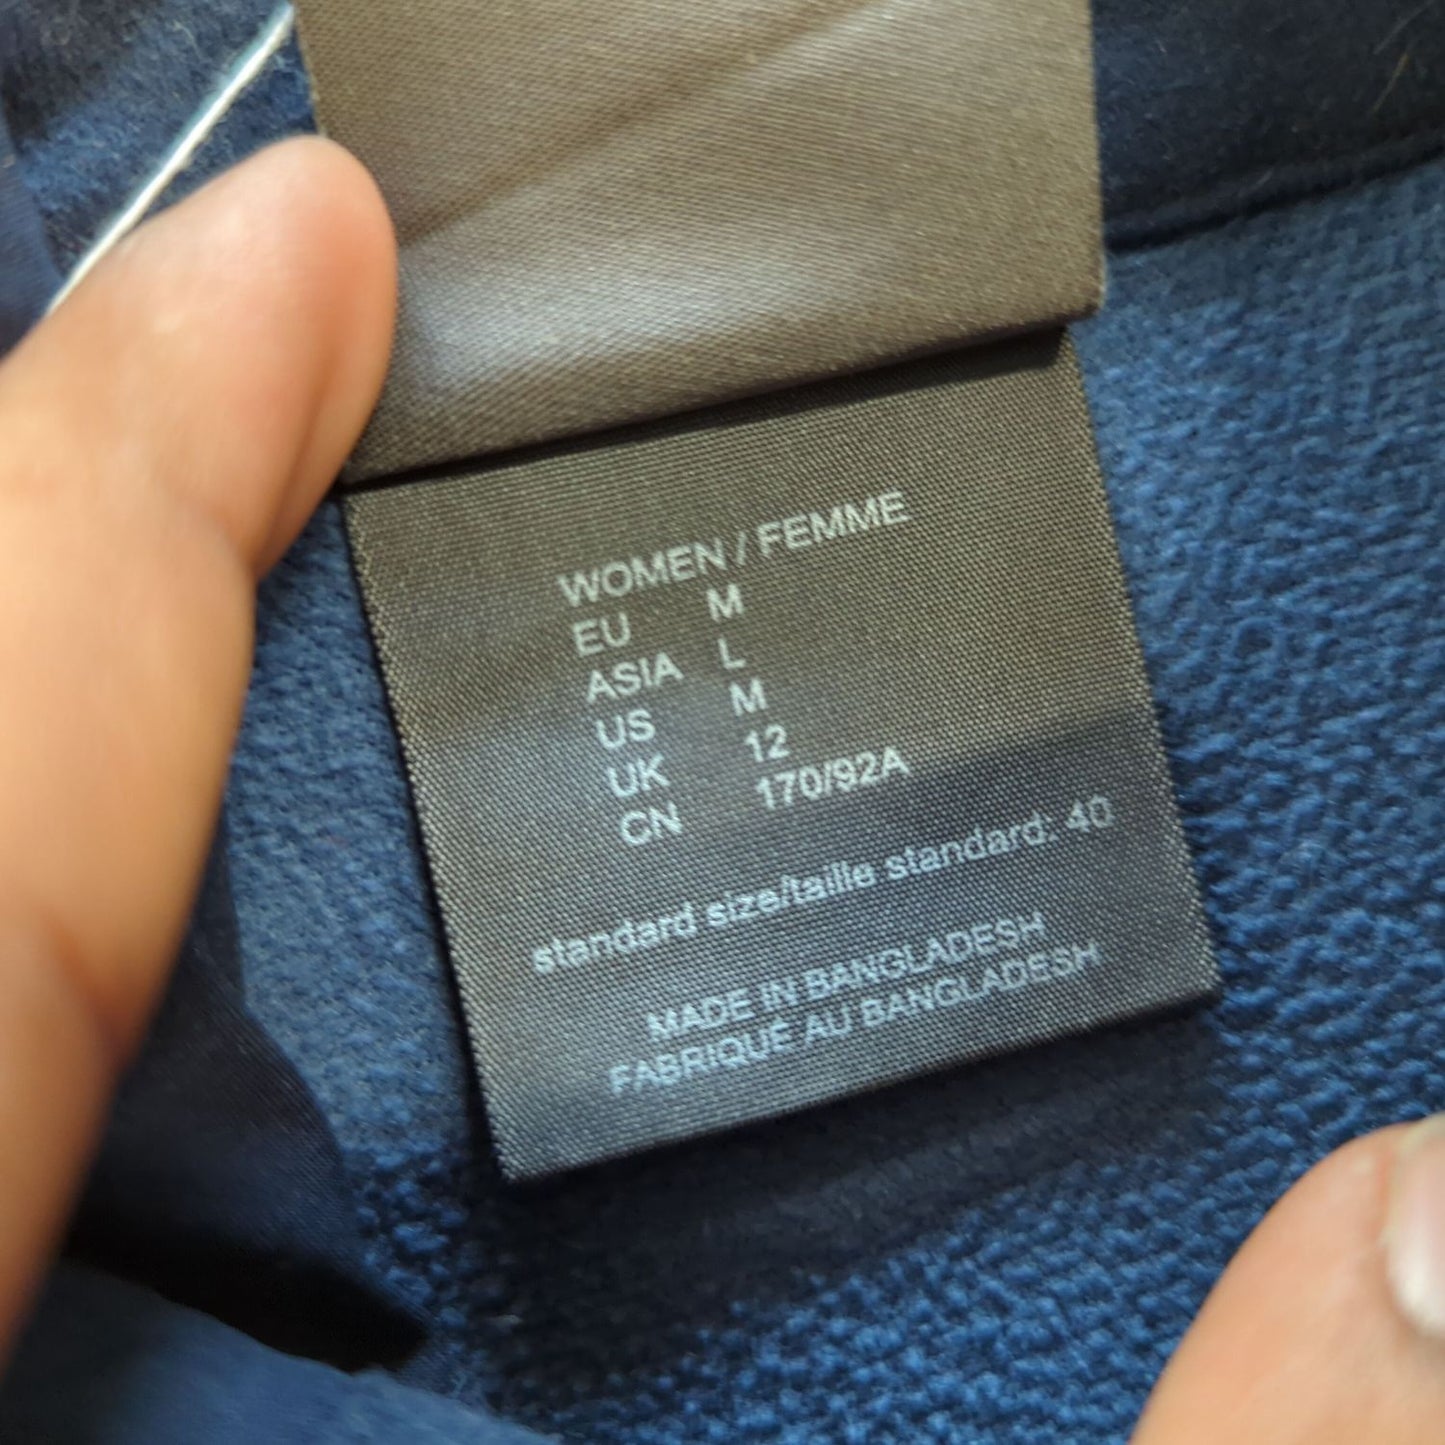 WOMEN / FEMME
EU M
ASIA L
US M
UK 12
CN 170/92A
standard size/taille standard: 40
MADE IN BANGLADESH
FABRIQUÉ AU BANGLADESH